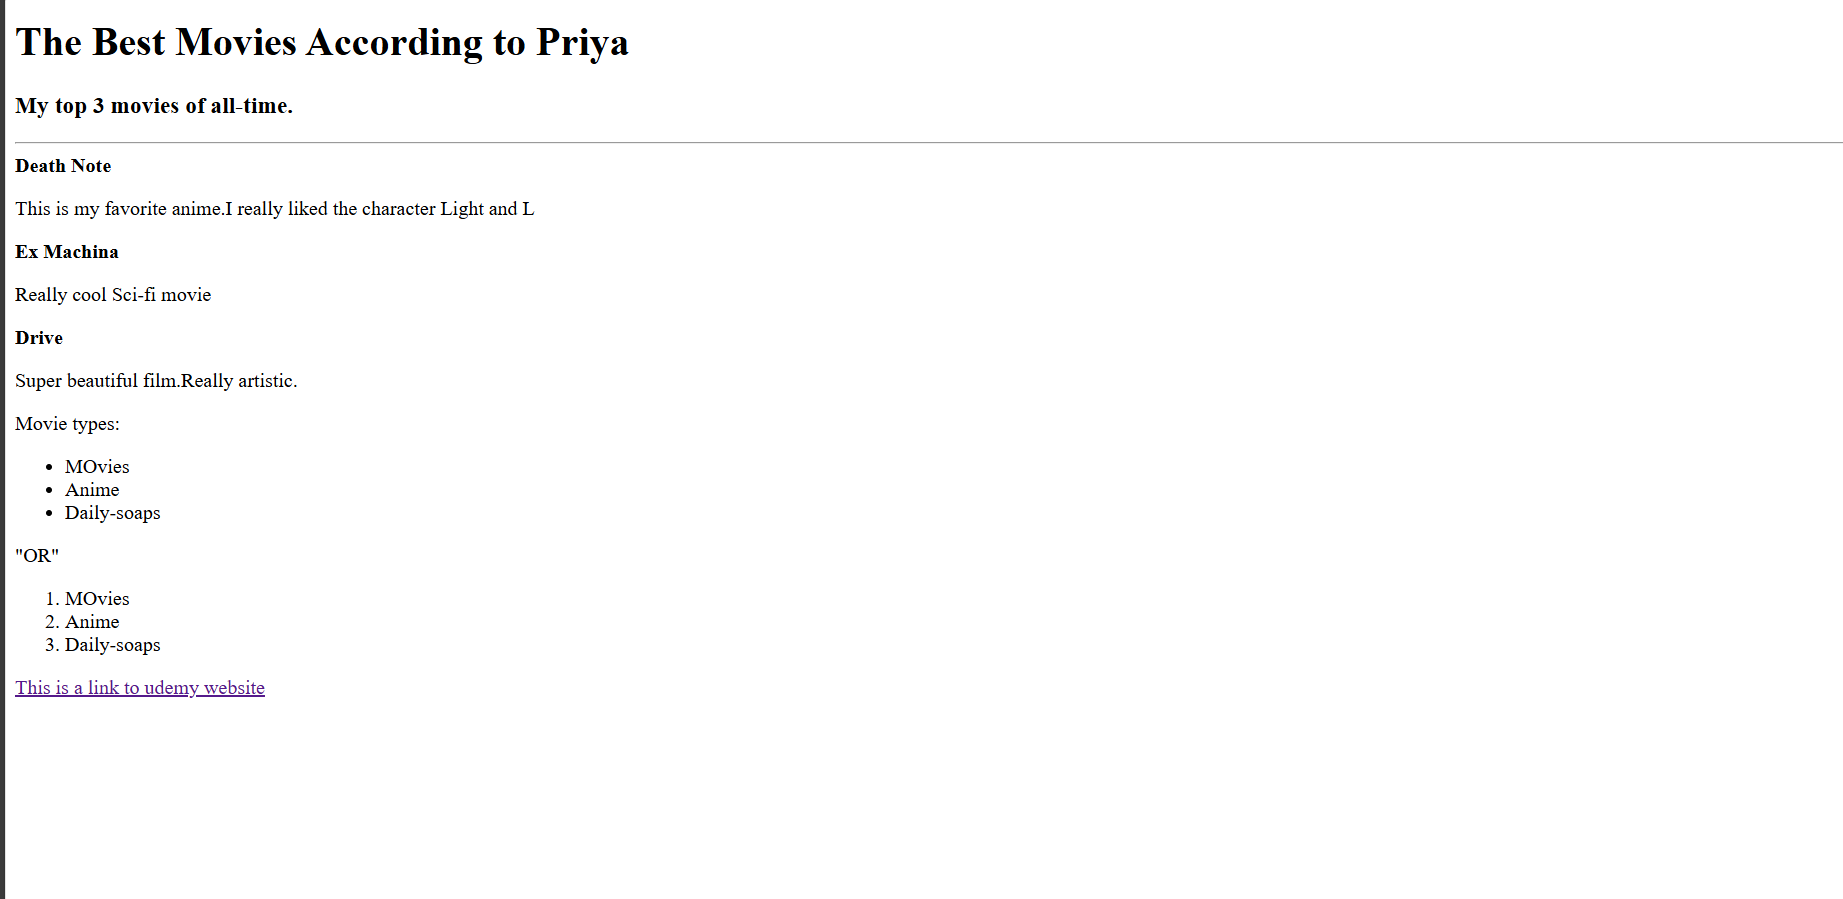 The Best Movies According to Priya
My top 3 movies of all-time.
Death Note
This is my favorite anime.I really liked the character Light and L
Ex Machina
Really cool Sci-fi movie
Drive
Super beautiful film.Really artistic.
Movie types:
• MOvies
• Anime
• Daily-soaps
"OR"
1. MOvies
2. Anime
3. Daily-soaps
This is a link to udemy website